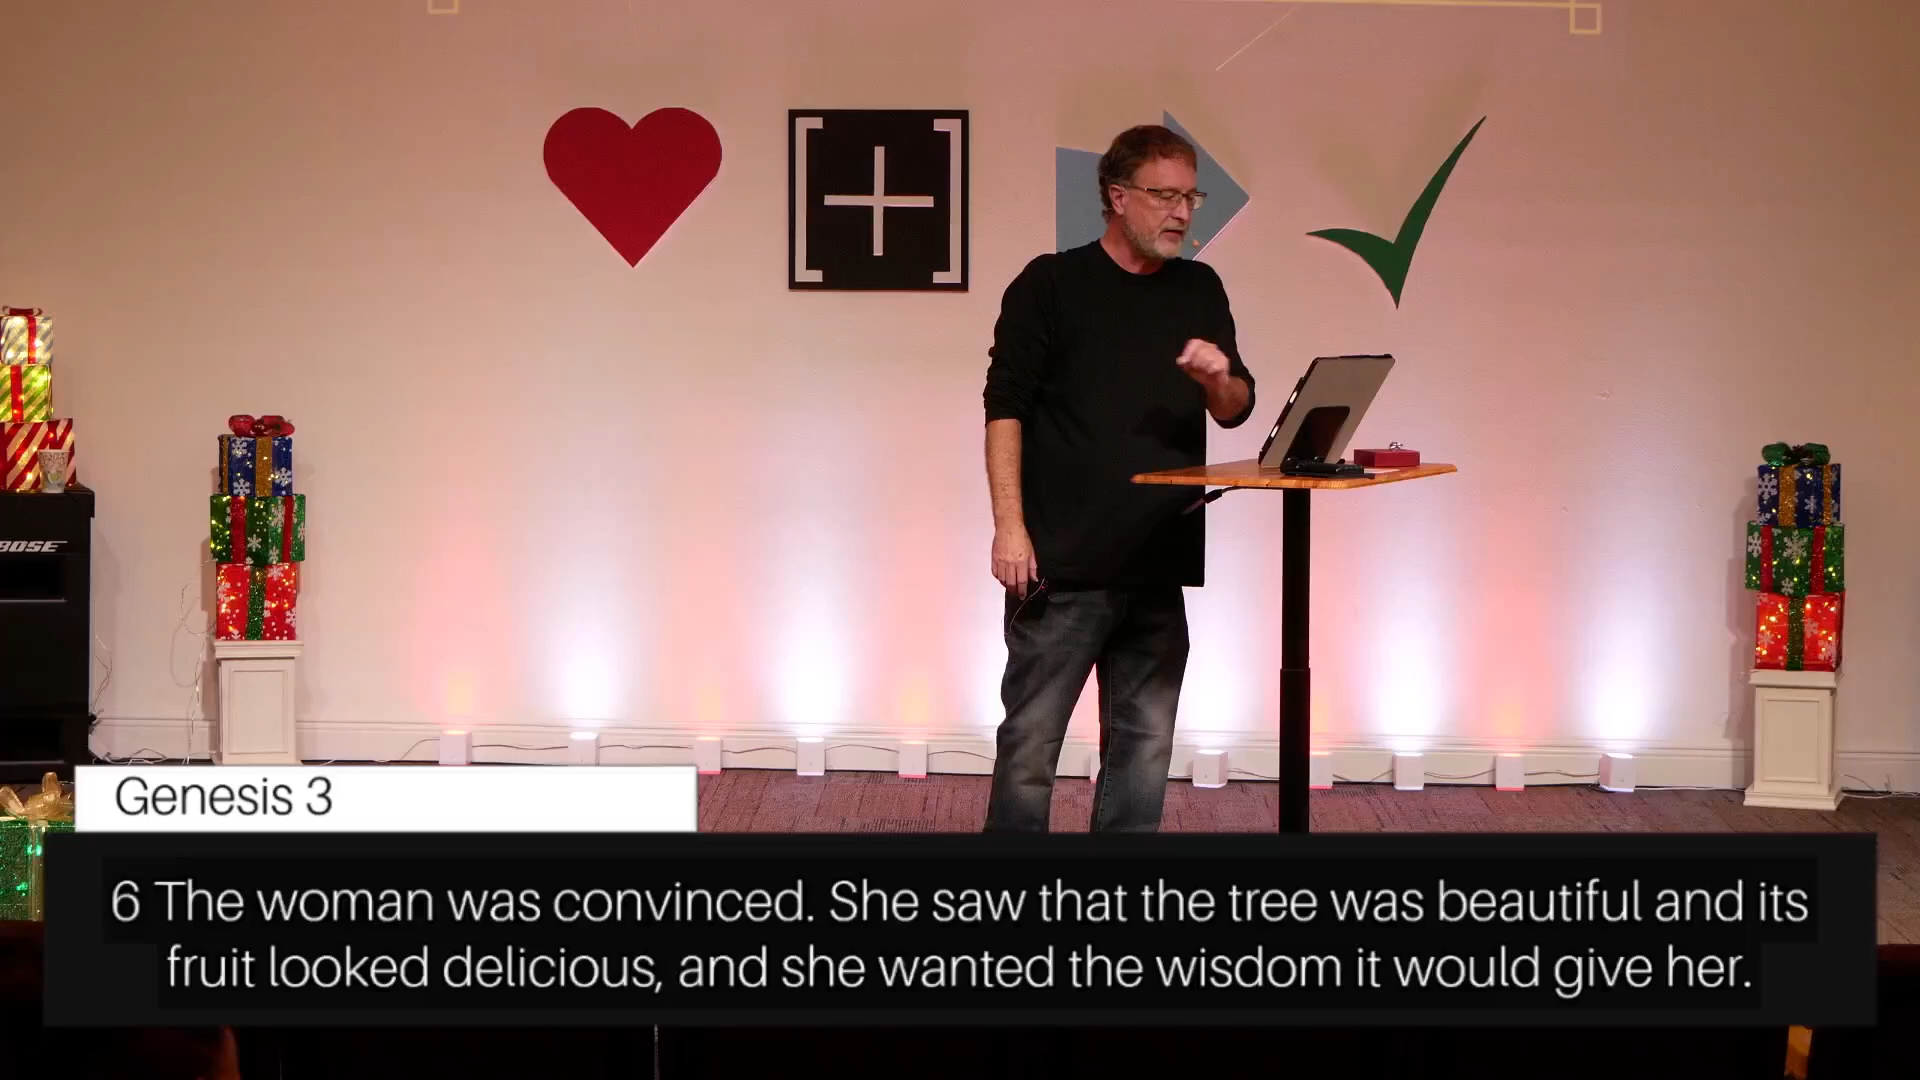 BOSE
Genesis 3
6 The woman was convinced. She saw that the tree was beautiful and its
fruit looked delicious, and she wanted the wisdom it would give her.